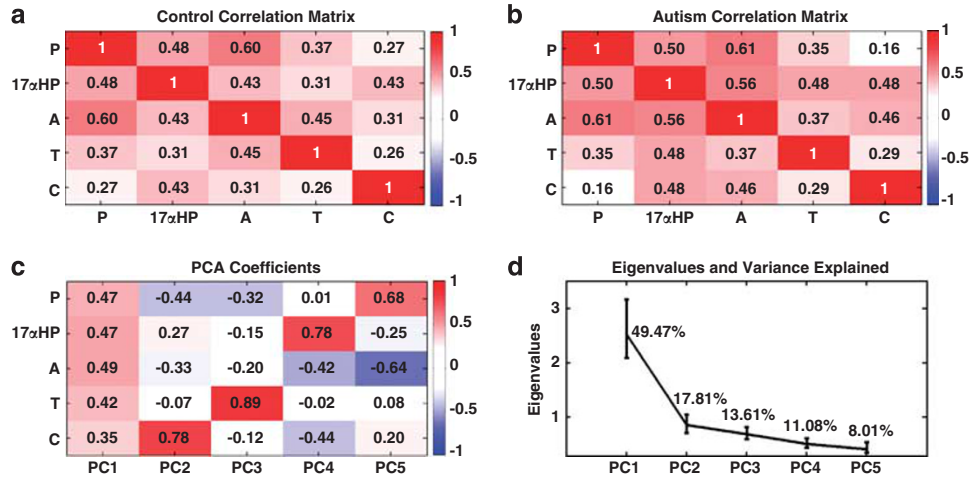 a Control Correlation Matrix
P 1 0.48 0.60 0.37 0.27
17αHP 0.48 1 0.43 0.31 0.43
A 0.60 0.43 1 0.45 0.31
T 0.37 0.31 0.45 1 0.26
C 0.27 0.43 0.31 0.26 1
P 17αHP A T C
1
0.5
0
-0.5
-1
b Autism Correlation Matrix
P 1 0.50 0.61 0.35 0.16
17αHP 0.50 1 0.56 0.48 0.48
A 0.61 0.56 1 0.37 0.46
T 0.35 0.48 0.37 1 0.29
C 0.16 0.48 0.46 0.29 1
P 17αHP A T C
1
0.5
0
-0.5
-1
c PCA Coefficients
P 0.47 -0.44 -0.32 0.01 0.68
17αHP 0.47 0.27 -0.15 0.78 -0.25
A 0.49 -0.33 -0.20 -0.42 -0.64
T 0.42 -0.07 0.89 -0.02 0.08
C 0.35 0.78 -0.12 -0.44 0.20
PC1 PC2 PC3 PC4 PC5
1
0.5
0
-0.5
-1
d Eigenvalues and Variance Explained
Eigenvalues
3
2
1
49.47%
17.81%
13.61%
11.08%
8.01%
PC1 PC2 PC3 PC4 PC5